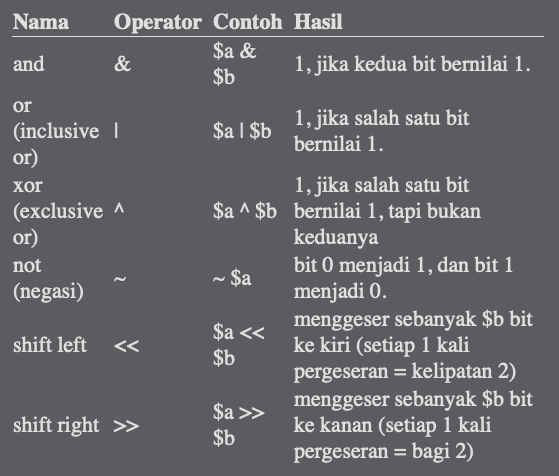 Nama Operator Contoh Hasil
and & $a & $b 1, jika kedua bit bernilai 1.
or (inclusive or) | $a | $b 1, jika salah satu bit bernilai 1.
xor (exclusive or) ^ $a ^ $b 1, jika salah satu bit bernilai 1, tapi bukan keduanya
not (negasi) ~ ~ $a bit 0 menjadi 1, dan bit 1 menjadi 0.
shift left << $a << $b menggeser sebanyak $b bit ke kiri (setiap 1 kali pergeseran = kelipatan 2)
shift right >> $a >> $b menggeser sebanyak $b bit ke kanan (setiap 1 kali pergeseran = bagi 2)